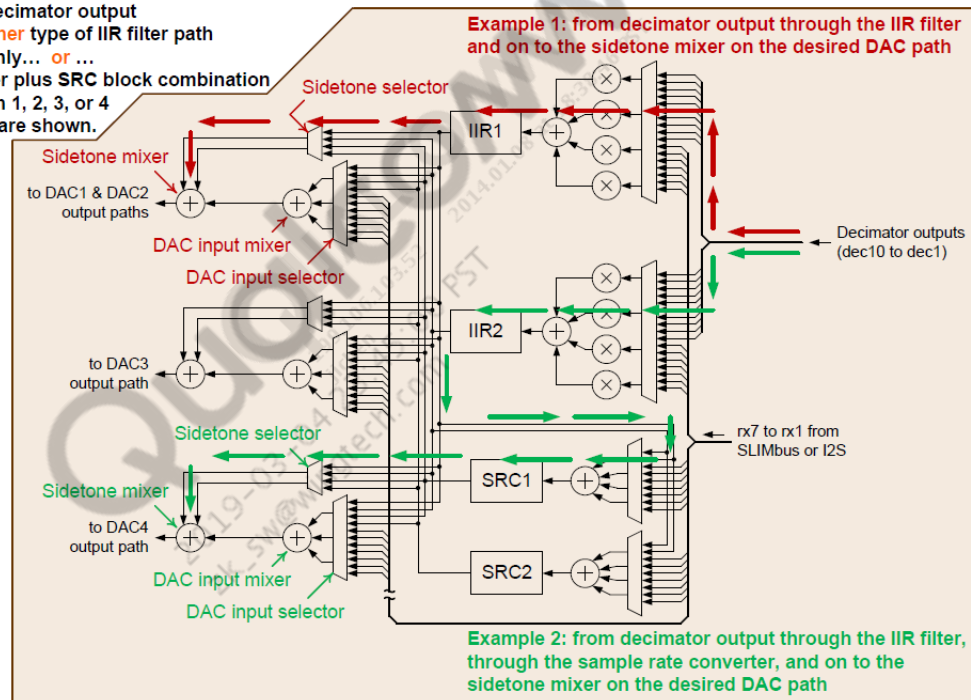 ecimator output
her type of IIR filter path
nly… or …
r plus SRC block combination
n 1, 2, 3, or 4
are shown.
Example 1: from decimator output through the IIR filter
and on to the sidetone mixer on the desired DAC path
Sidetone selector
IIR1
Sidetone mixer
to DAC1 & DAC2
output paths
DAC input mixer
DAC input selector
Decimator outputs
(dec10 to dec1)
IIR2
to DAC3
output path
Sidetone selector
rx7 to rx1 from
SLIMbus or I2S
Sidetone mixer
SRC1
to DAC4
output path
DAC input mixer
SRC2
DAC input selector
Example 2: from decimator output through the IIR filter,
through the sample rate converter, and on to the
sidetone mixer on the desired DAC path
Qualcomm
PST